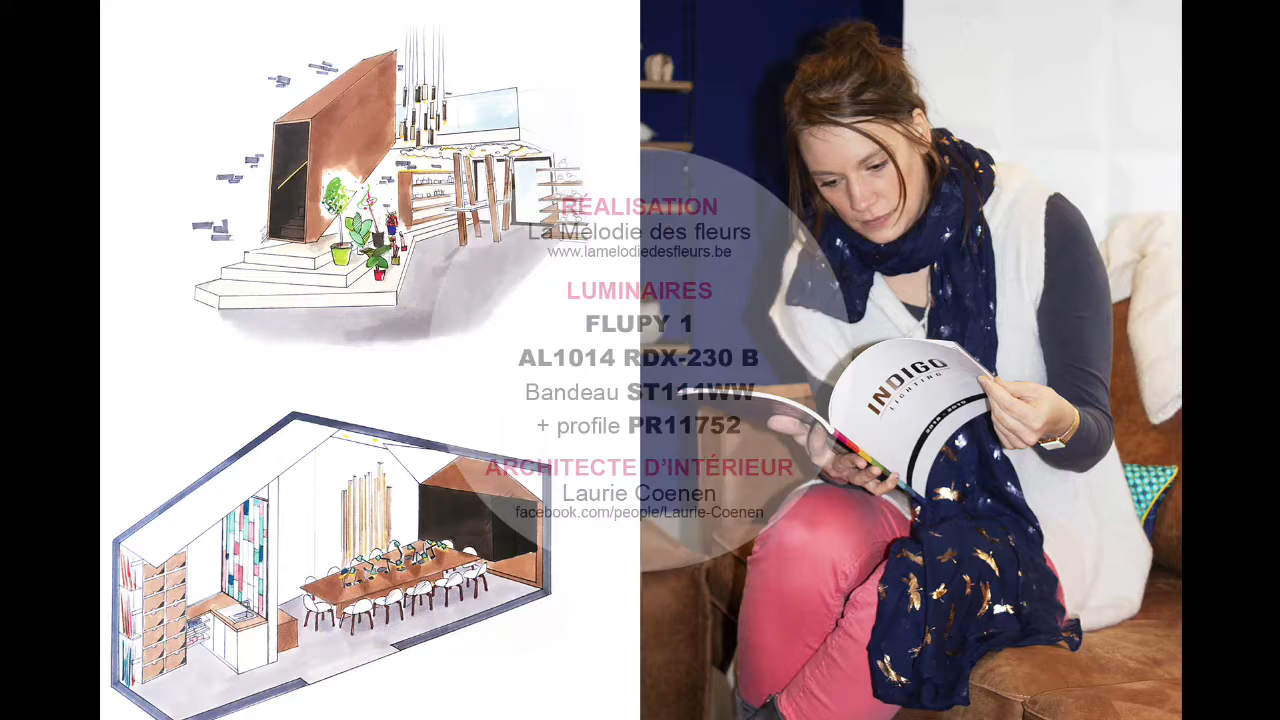 RÉALISATION
La Mélodie des fleurs
www.lamelodiedesfleurs.be
LUMINAIRES
FLUPY 1
AL1014 RDX-230 B
Bandeau ST111WW
+ profile PR11752
ARCHITECTE D’INTÉRIEUR
Laurie Coenen
facebook.com/people/Laurie-Coenen
INDIGO
LIGHTING